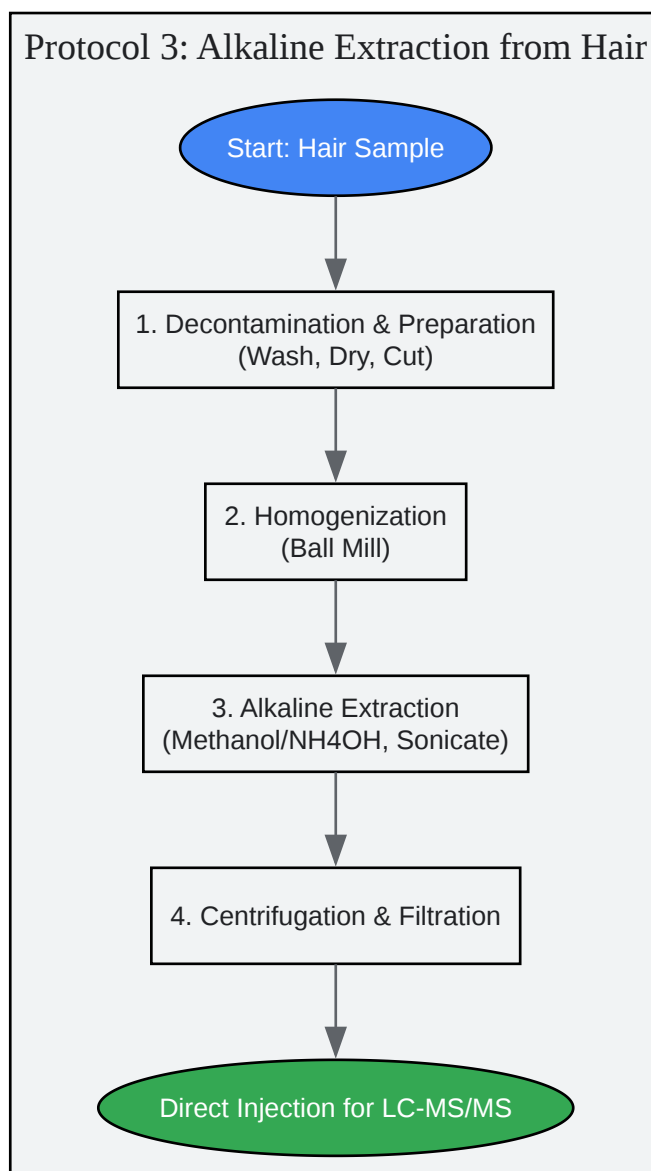 Protocol 3: Alkaline Extraction from Hair
Start: Hair Sample
1. Decontamination & Preparation
(Wash, Dry, Cut)
2. Homogenization
(Ball Mill)
3. Alkaline Extraction
(Methanol/NH4OH, Sonicate)
4. Centrifugation & Filtration
Direct Injection for LC-MS/MS